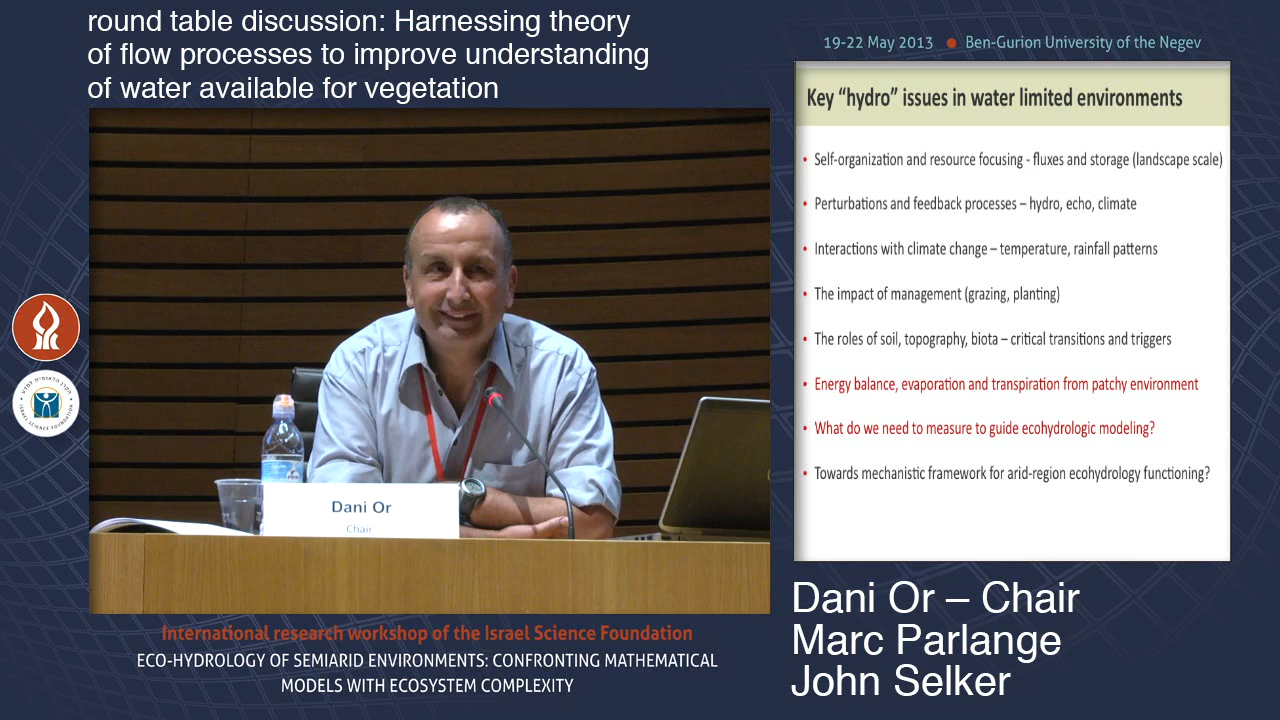 round table discussion: Harnessing theory
of flow processes to improve understanding
of water available for vegetation
19-22 May 2013 ● Ben-Gurion University of the Negev
Key “hydro” issues in water limited environments
• Self-organization and resource focusing - fluxes and storage (landscape scale)
• Perturbations and feedback processes – hydro, echo, climate
• Interactions with climate change – temperature, rainfall patterns
• The impact of management (grazing, planting)
• The roles of soil, topography, biota – critical transitions and triggers
• Energy balance, evaporation and transpiration from patchy environment
• What do we need to measure to guide ecohydrologic modeling?
• Towards mechanistic framework for arid-region ecohydrology functioning?
Dani Or
Chair
ISRAEL SCIENCE FOUNDATION
Dani Or – Chair
Marc Parlange
John Selker
International research workshop of the Israel Science Foundation
ECO-HYDROLOGY OF SEMIARID ENVIRONMENTS: CONFRONTING MATHEMATICAL
MODELS WITH ECOSYSTEM COMPLEXITY